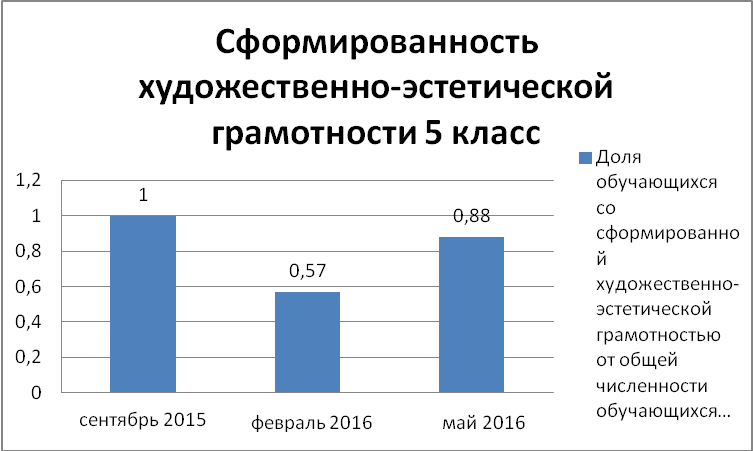 Сформированность
художественно-эстетической
грамотности 5 класс
1,2
1
0,8
0,6
0,4
0,2
0
1
0,57
0,88
сентябрь 2015
февраль 2016
май 2016
Доля
обучающихся
со
сформированно
й
художественно-
эстетической
грамотностью
от общей
численности
обучающихся...